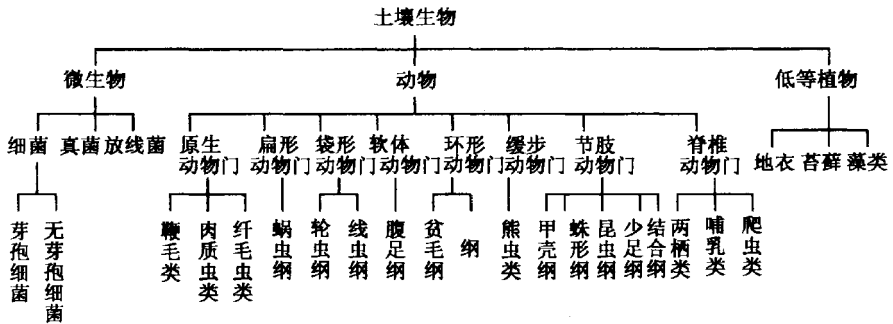 土壤生物
微生物
动物
低等植物
细菌
真菌
放线菌
原生动物门
扁形动物门
袋形动物门
软体动物门
环形动物门
缓步动物门
节肢动物门
脊椎动物门
地衣
苔藓
藻类
芽孢细菌
无芽孢细菌
鞭毛类
肉质虫类
纤毛虫类
蜗虫纲
轮虫纲
线虫纲
腹足纲
贫毛纲
纲
熊虫类
甲壳纲
蛛形纲
昆虫纲
少足纲
结合纲
两栖类
哺乳类
爬虫类